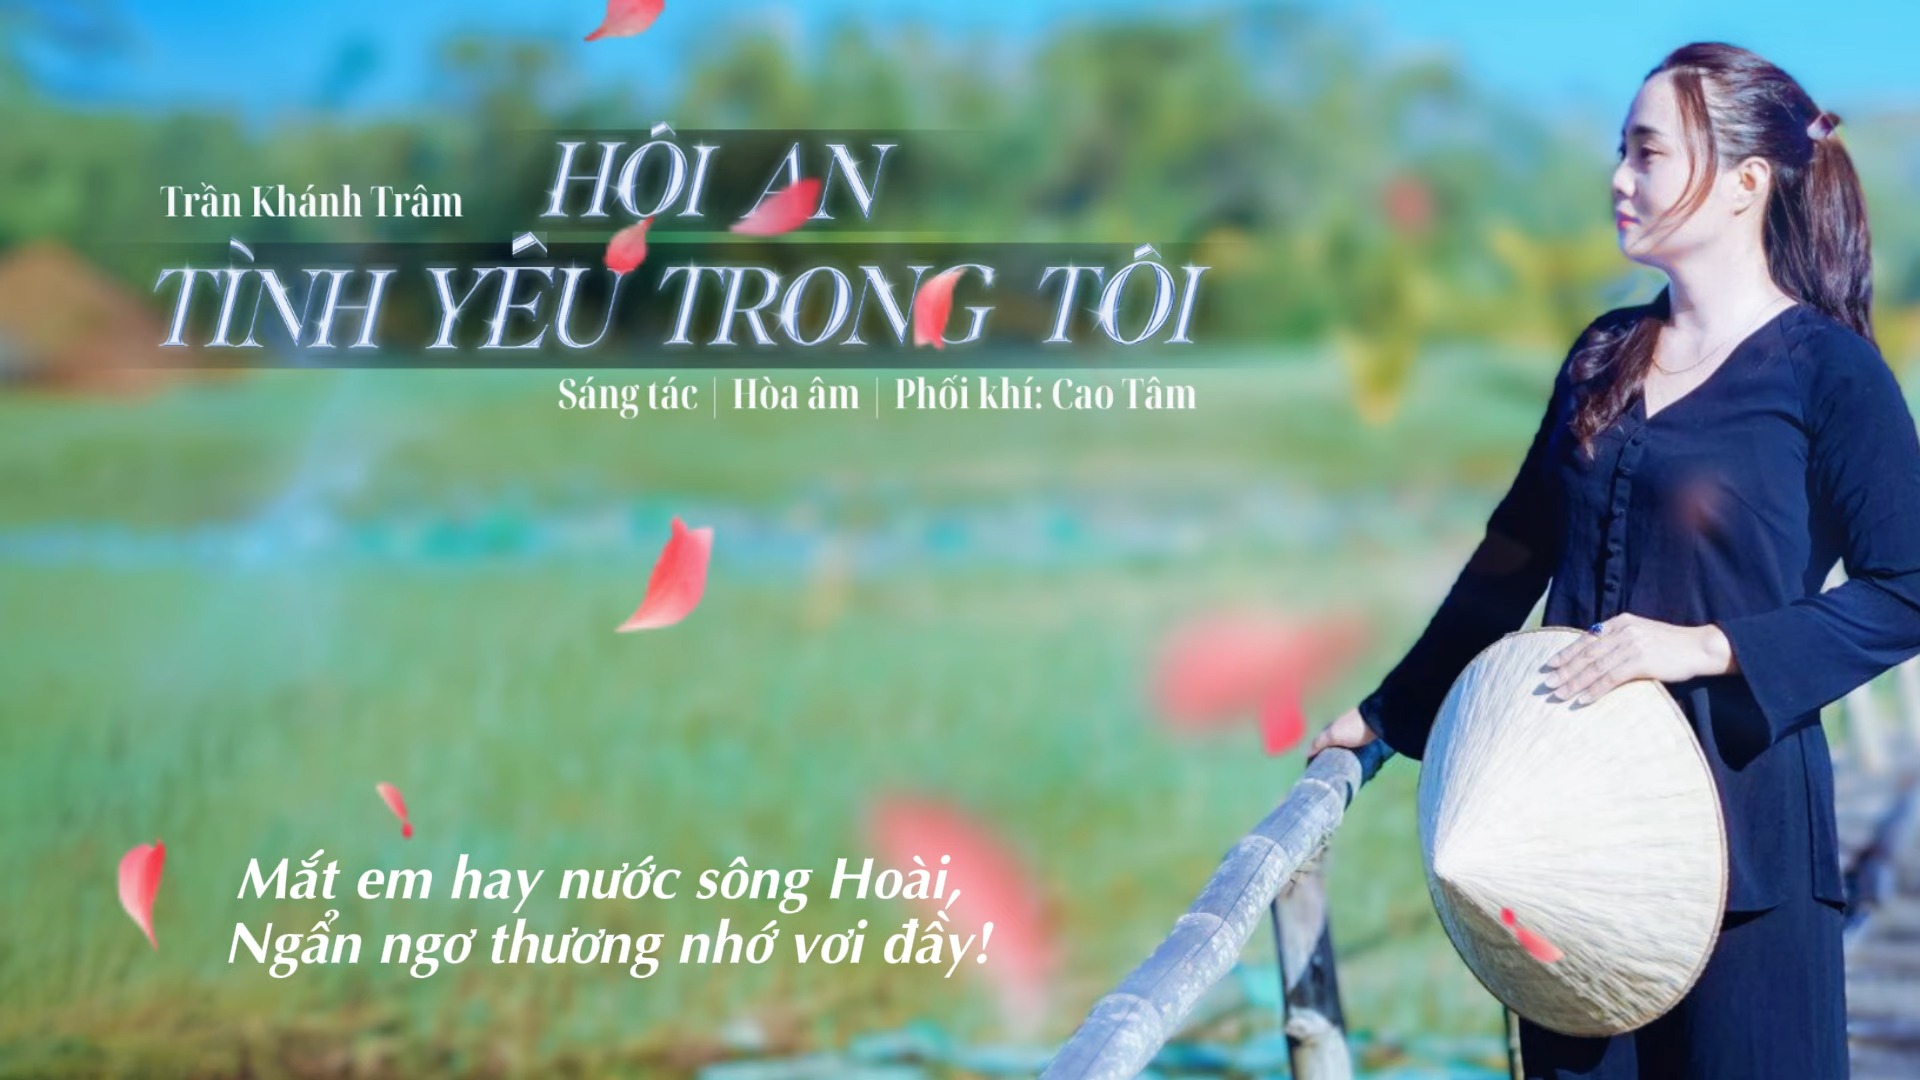 Trần Khánh Trâm
HỘI AN
TÌNH YÊU TRONG TÔI
Sáng tác | Hòa âm | Phối khí: Cao Tâm
Mắt em hay nước sông Hoài,
Ngẩn ngơ thương nhớ vơi đầy!